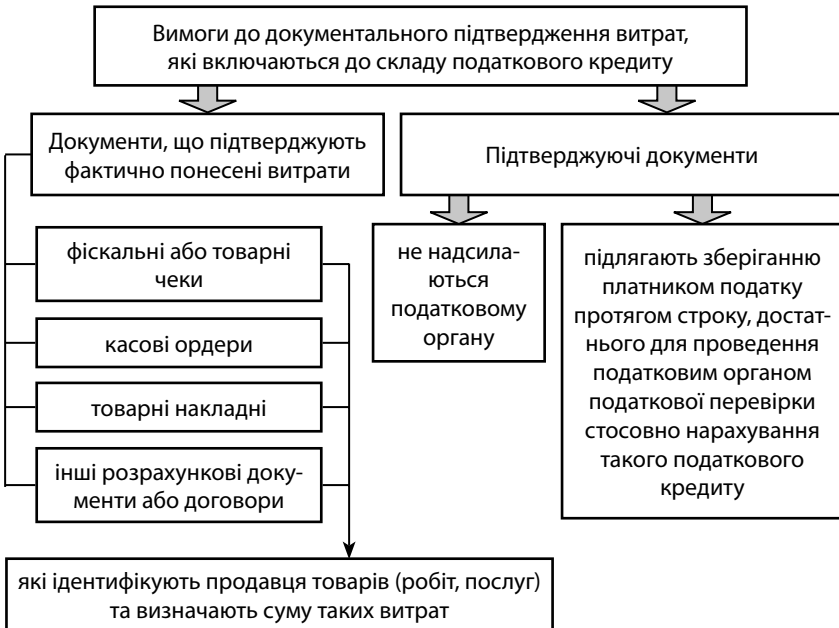 Вимоги до документального підтвердження витрат,
які включаються до складу податкового кредиту
Документи, що підтверджують
фактично понесені витрати
Підтверджуючі документи
фіскальні або товарні
чеки
касові ордери
товарні накладні
інші розрахункові доку-
менти або договори
які ідентифікують продавця товарів (робіт, послуг)
та визначають суму таких витрат
не надсила-
ються
податковому
органу
підлягають зберіганню
платником податку
протягом строку, достат-
нього для проведення
податковим органом
податкової перевірки
стосовно нарахування
такого податкового
кредиту